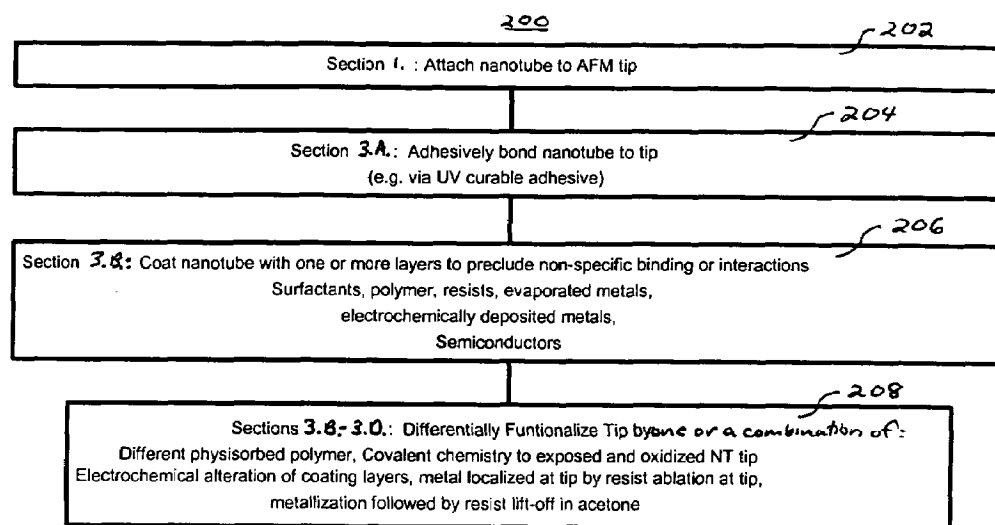 200
202
Section 1. : Attach nanotube to AFM tip
204
Section 3.A.: Adhesively bond nanotube to tip
(e.g. via UV curable adhesive)
206
Section 3.B.: Coat nanotube with one or more layers to preclude non-specific binding or interactions
Surfactants, polymer, resists, evaporated metals,
electrochemically deposited metals,
Semiconductors
208
Sections 3.B.-3.D.: Differentially Funtionalize Tip by one or a combination of:
Different physisorbed polymer, Covalent chemistry to exposed and oxidized NT tip
Electrochemical alteration of coating layers, metal localized at tip by resist ablation at tip,
metallization followed by resist lift-off in acetone